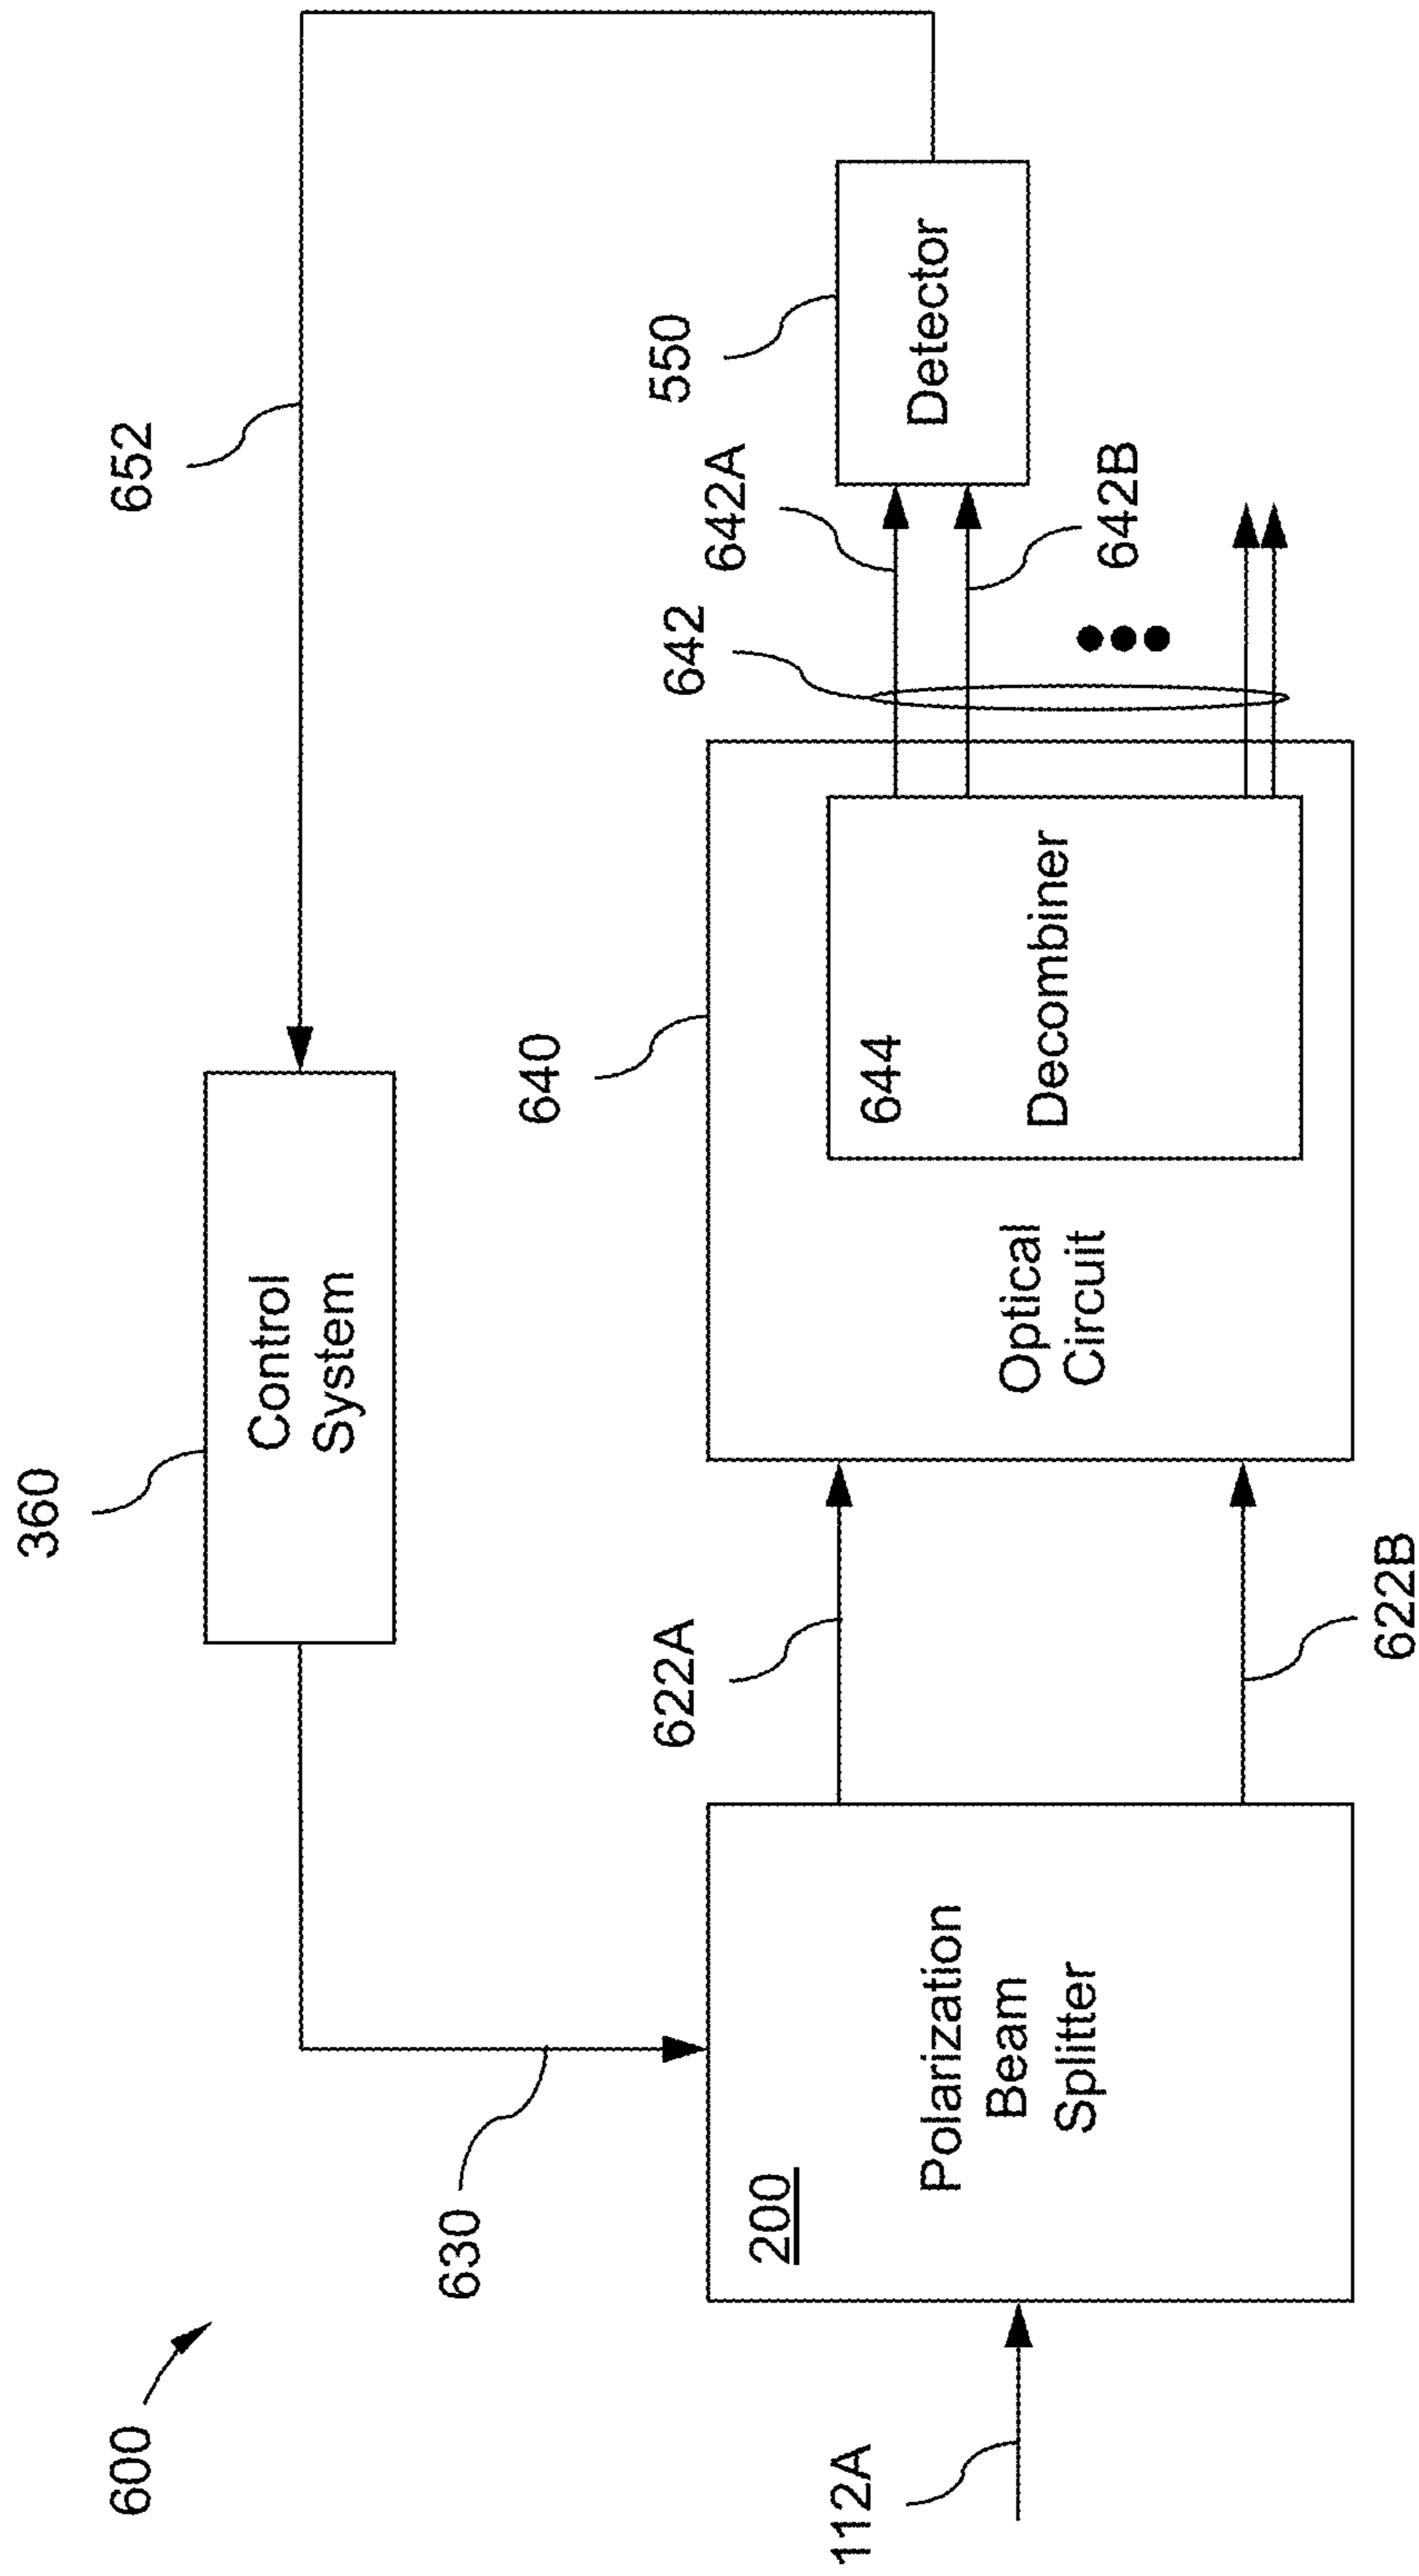 600
360
Control
System
652
630
112A
200
Polarization
Beam
Splitter
622A
622B
640
Optical
Circuit
644
Decombiner
642
642A
642B
550
Detector